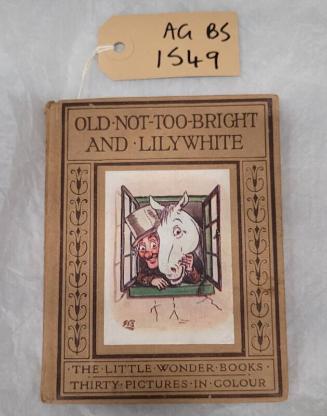 AG BS
1549
OLD·NOT·TOO·BRIGHT
AND·LILYWHITE
·THE·LITTLE·WONDER·BOOKS·
THIRTY·PICTURES·IN·COLOUR